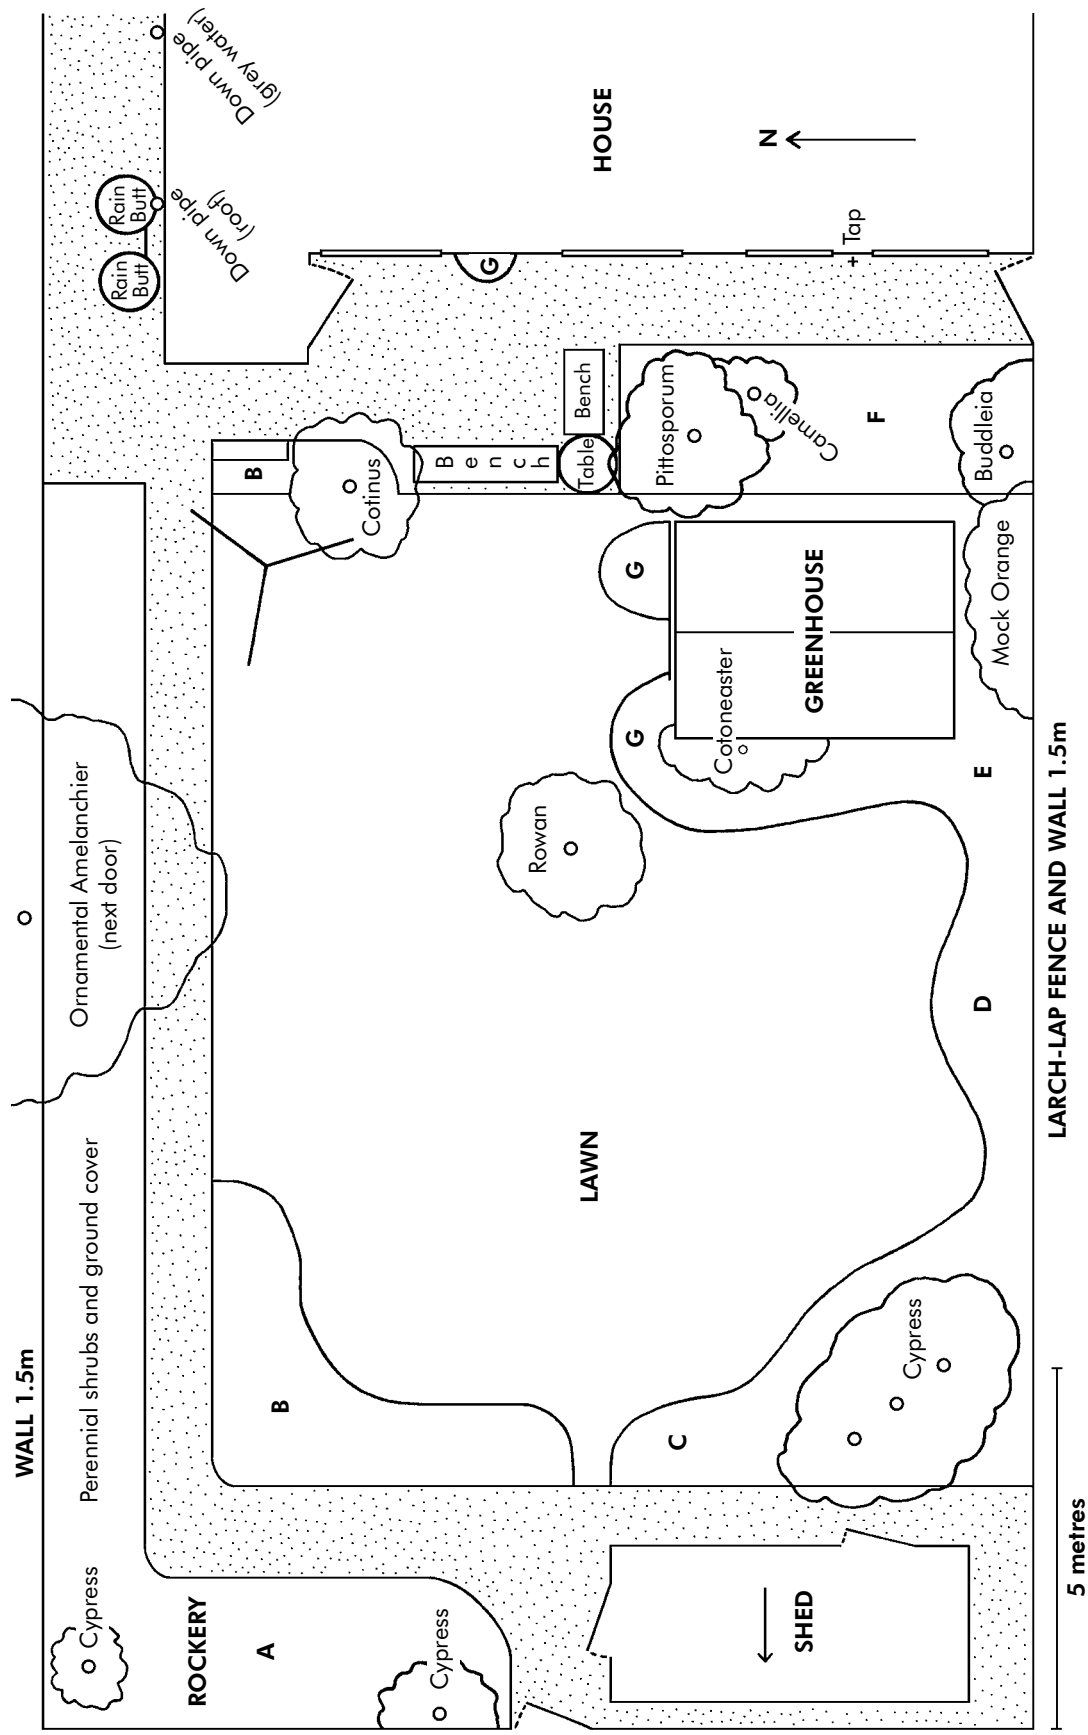 WALL 1.5m
Cypress
Perennial shrubs and ground cover
Ornamental Amelanchier
(next door)
Rain
Butt
Rain
Butt
Down pipe
(roof)
Down pipe
(grey water)
ROCKERY
A
Cypress
B
B
Cotinus
Bench
Table
Bench
G
HOUSE
N
Tap
LAWN
Rowan
G
G
Cotoneaster
GREENHOUSE
Pittosporum
Camellia
F
Buddleia
Mock Orange
E
D
C
Cypress
SHED
LARCH-LAP FENCE AND WALL 1.5m
5 metres